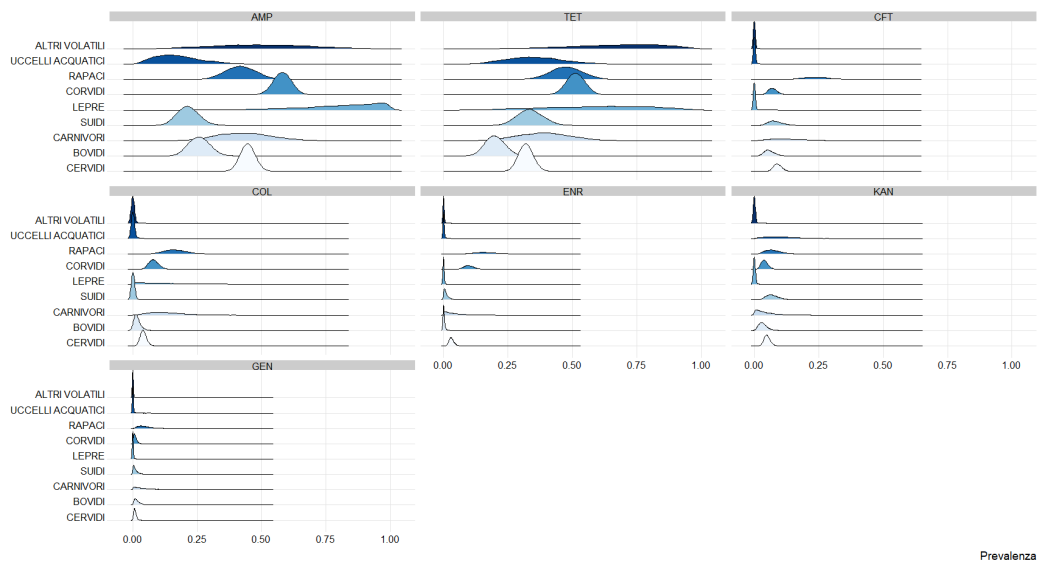 AMP TET CFT
ALTRI VOLATILI
UCCELLI ACQUATICI
RAPACI
CORVIDI
LEPRE
SUIDI
CARNIVORI
BOVIDI
CERVIDI
COL ENR KAN
ALTRI VOLATILI
UCCELLI ACQUATICI
RAPACI
CORVIDI
LEPRE
SUIDI
CARNIVORI
BOVIDI
CERVIDI
0.00 0.25 0.50 0.75 1.00 0.00 0.25 0.50 0.75 1.00
GEN
ALTRI VOLATILI
UCCELLI ACQUATICI
RAPACI
CORVIDI
LEPRE
SUIDI
CARNIVORI
BOVIDI
CERVIDI
0.00 0.25 0.50 0.75 1.00
Prevalenza